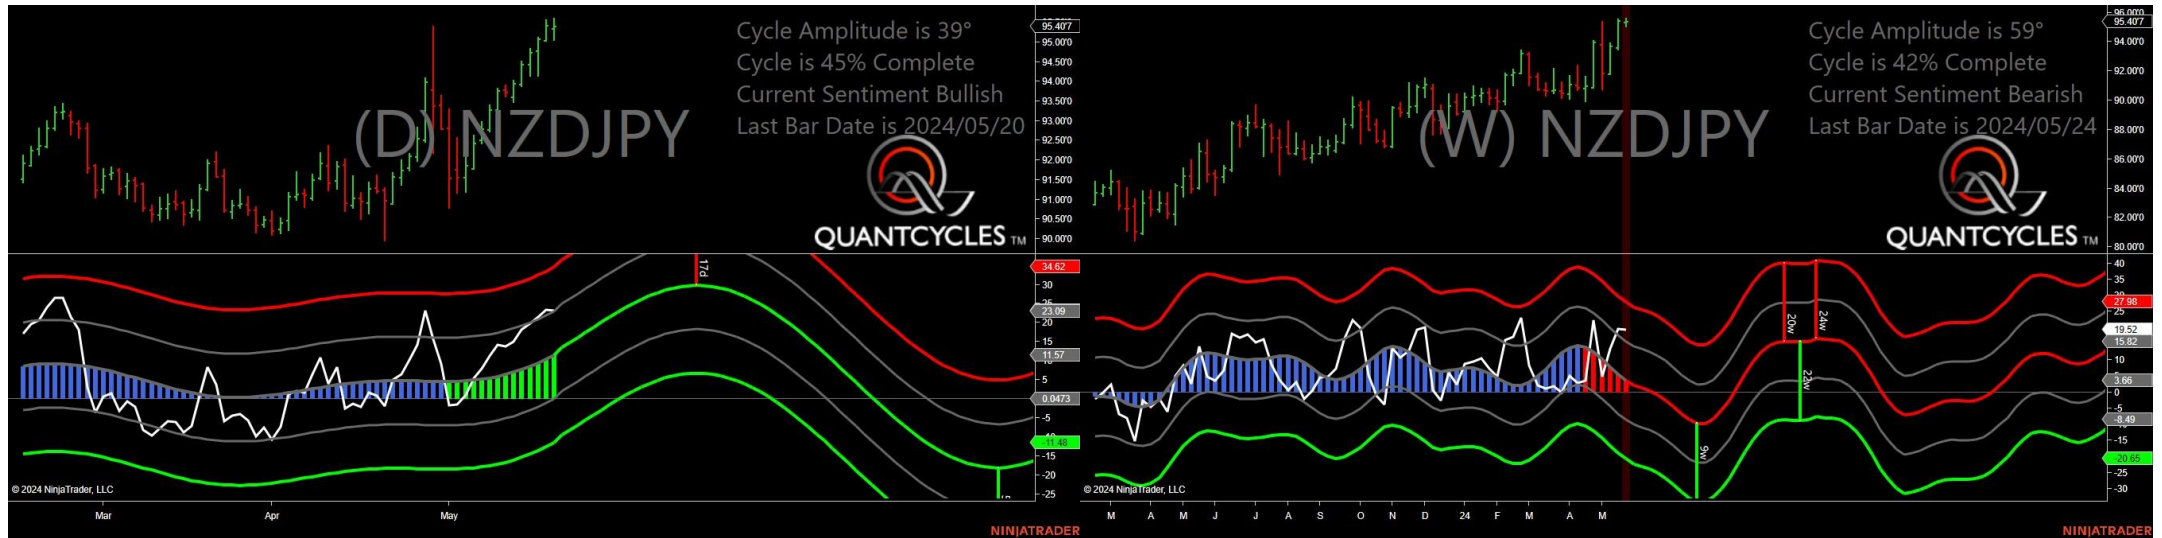 Cycle Amplitude is 39°
Cycle is 45% Complete
Current Sentiment Bullish
Last Bar Date is 2024/05/20
(D) NZDJPY
QUANTCYCLES TM
95.40'7
95.00'0
94.50'0
94.00'0
93.50'0
93.00'0
92.50'0
92.00'0
91.50'0
91.00'0
90.50'0
90.00'0
17d
34.62
30
23.09
20
15
11.57
5
0.0473
-5
-11.48
-15
-20
-25
© 2024 NinjaTrader, LLC
Mar
Apr
May
NINJATRADER
Cycle Amplitude is 59°
Cycle is 42% Complete
Current Sentiment Bearish
Last Bar Date is 2024/05/24
(W) NZDJPY
QUANTCYCLES TM
96.00'0
95.40'7
94.00'0
92.00'0
90.00'0
88.00'0
86.00'0
84.00'0
82.00'0
80.00'0
20w
24w
22w
9w
40
35
27.98
25
19.52
15.82
10
3.66
0
-5
-8.49
-15
-20.65
-25
-30
© 2024 NinjaTrader, LLC
M A M J J A S O N D 24 F M A M
NINJATRADER